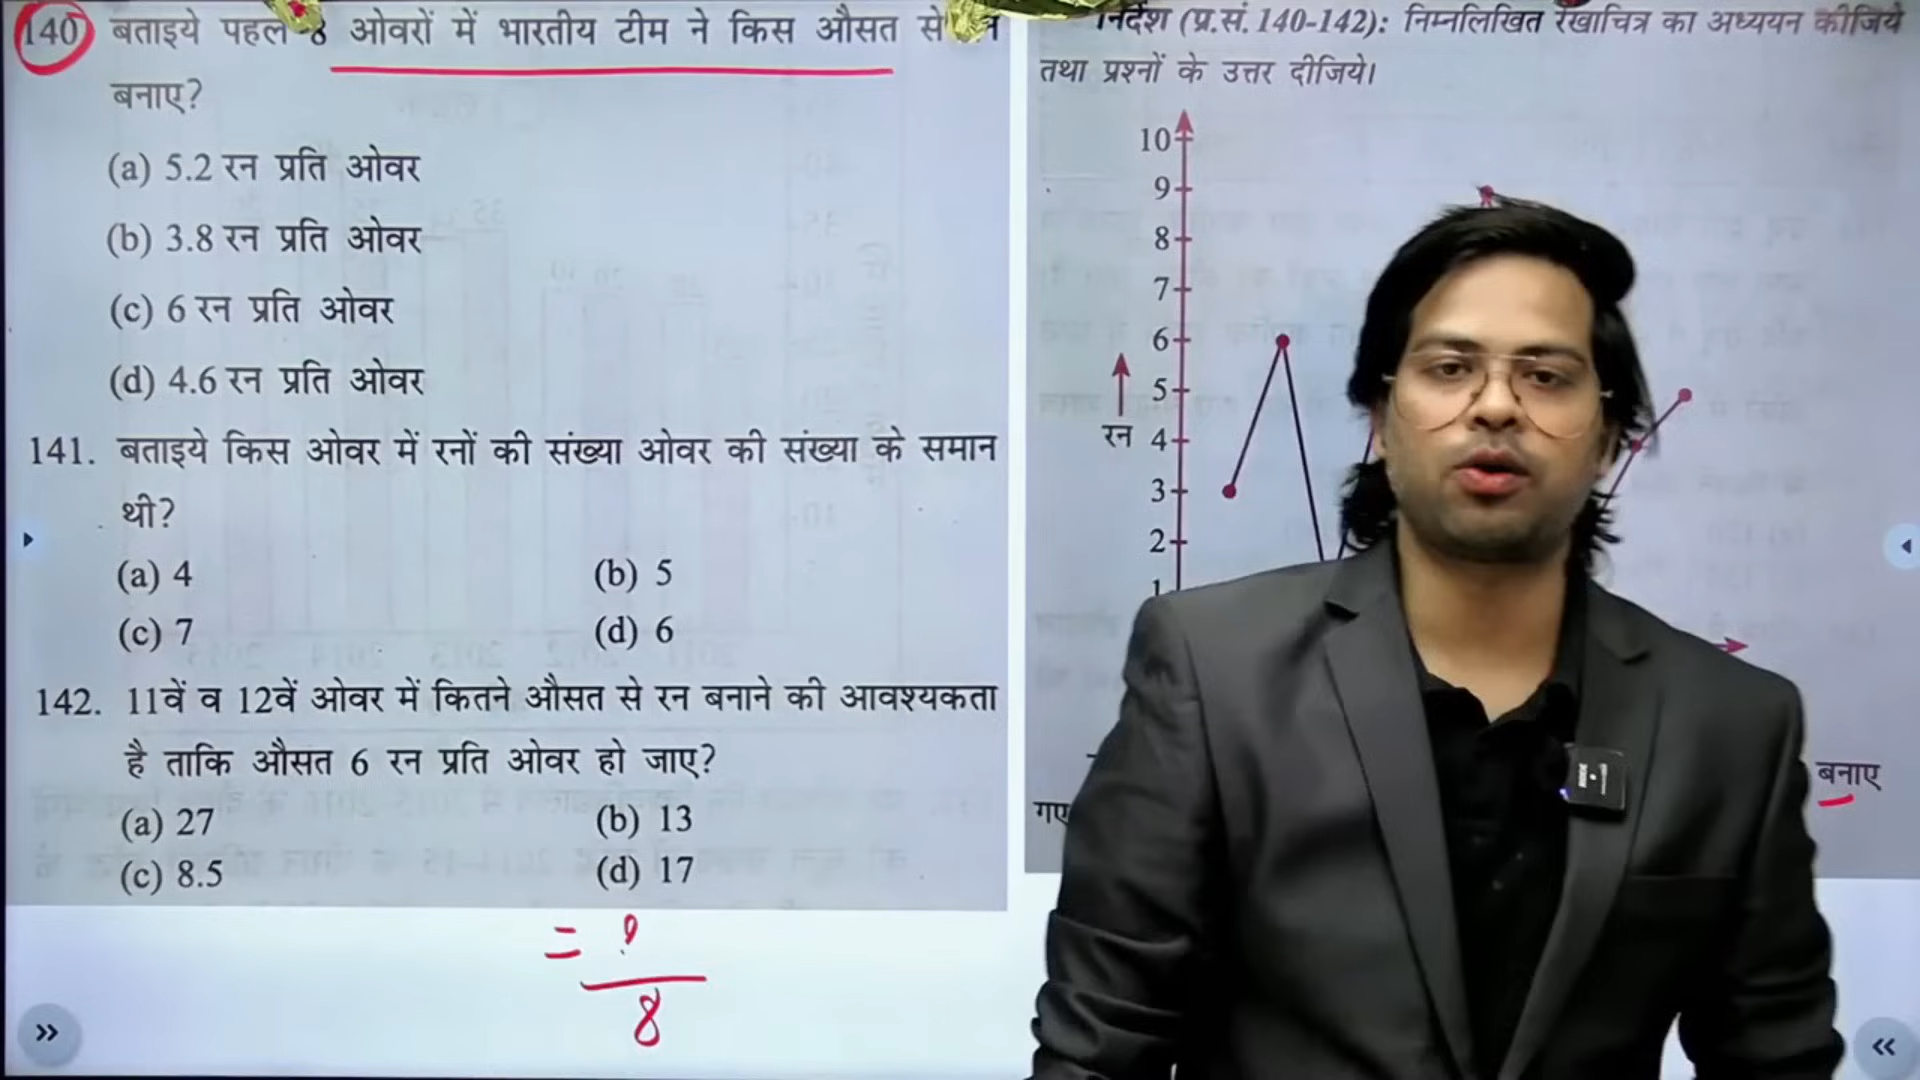 140 बताइये पहले 8 ओवरों में भारतीय टीम ने किस औसत से
बनाए?
(a) 5.2 रन प्रति ओवर
(b) 3.8 रन प्रति ओवर
(c) 6 रन प्रति ओवर
(d) 4.6 रन प्रति ओवर
141. बताइये किस ओवर में रनों की संख्या ओवर की संख्या के समान
थी?
(a) 4 (b) 5
(c) 7 (d) 6
142. 11वें व 12वें ओवर में कितने औसत से रन बनाने की आवश्यकता
है ताकि औसत 6 रन प्रति ओवर हो जाए?
(a) 27 (b) 13
(c) 8.5 (d) 17
= ?
8
निर्देश (प्र.सं. 140-142): निम्नलिखित रेखाचित्र का अध्ययन कीजिये
तथा प्रश्नों के उत्तर दीजिये।
10
9
8
7
6
5
रन 4
3
2
1
बनाए
गए